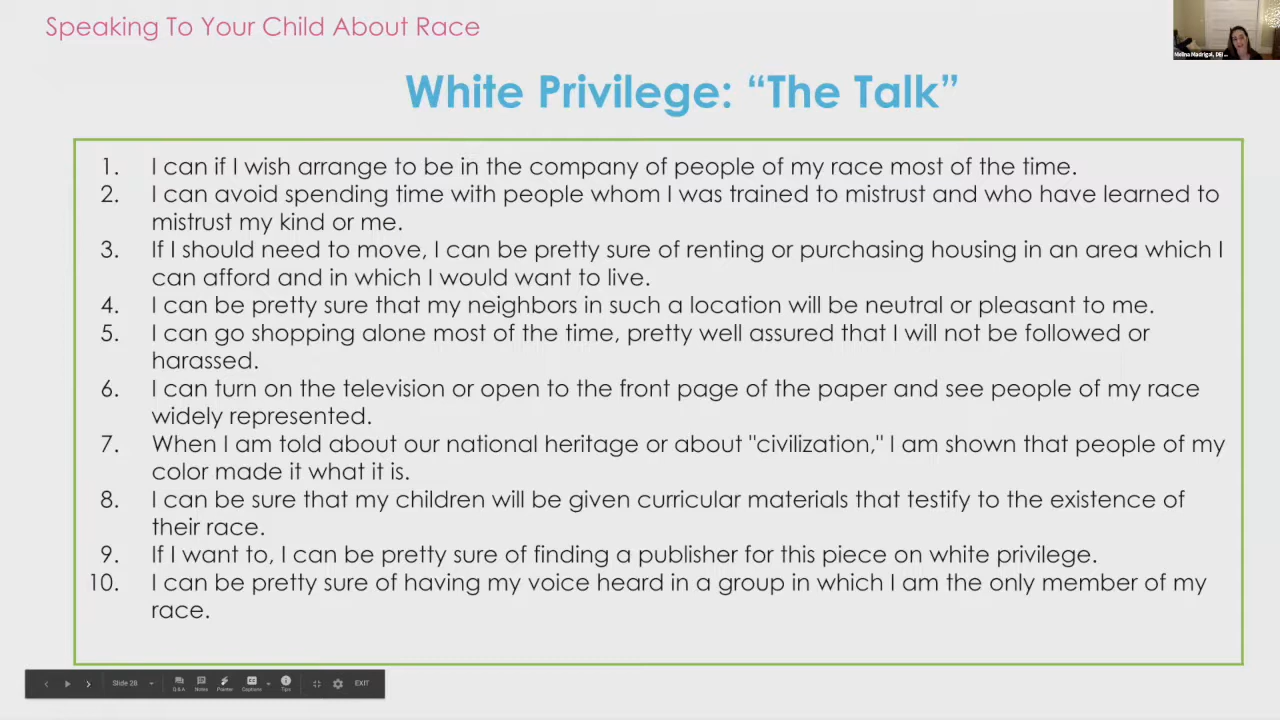 Speaking To Your Child About Race
Melina Madrigal, DEI ...
White Privilege: “The Talk”
1. I can if I wish arrange to be in the company of people of my race most of the time.
2. I can avoid spending time with people whom I was trained to mistrust and who have learned to
mistrust my kind or me.
3. If I should need to move, I can be pretty sure of renting or purchasing housing in an area which I
can afford and in which I would want to live.
4. I can be pretty sure that my neighbors in such a location will be neutral or pleasant to me.
5. I can go shopping alone most of the time, pretty well assured that I will not be followed or
harassed.
6. I can turn on the television or open to the front page of the paper and see people of my race
widely represented.
7. When I am told about our national heritage or about "civilization," I am shown that people of my
color made it what it is.
8. I can be sure that my children will be given curricular materials that testify to the existence of
their race.
9. If I want to, I can be pretty sure of finding a publisher for this piece on white privilege.
10. I can be pretty sure of having my voice heard in a group in which I am the only member of my
race.
Slide 28 Q&A Notes Pointer Captions Tips EXIT